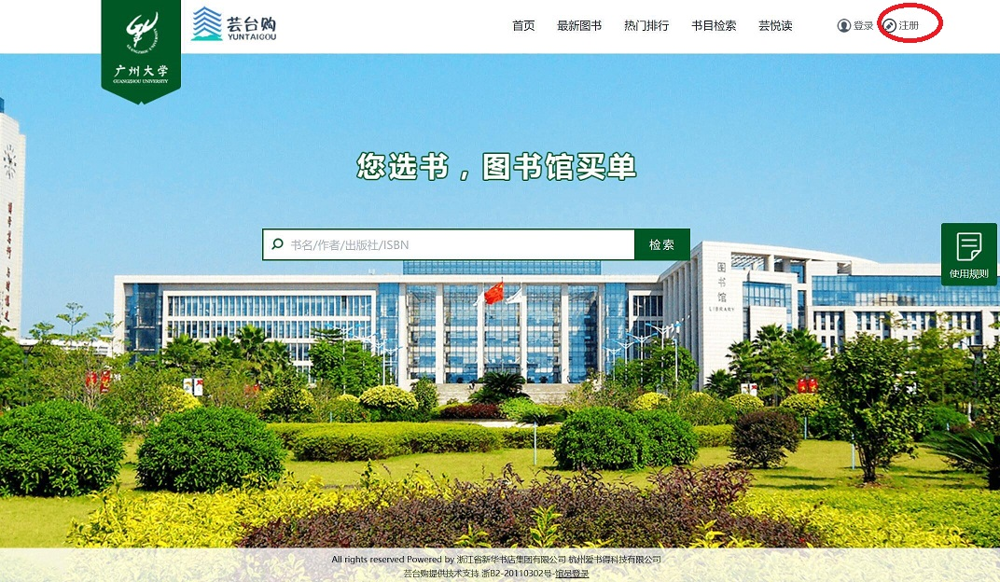 广州大学
GUANGZHOU UNIVERSITY
芸台购
YUNTAIGOU
首页 最新图书 热门排行 书目检索 芸悦读 登录 注册
您选书，图书馆买单
书名/作者/出版社/ISBN 检索
图书馆
LIBRARY
使用规则
All rights reserved Powered by 浙江省新华书店集团有限公司 杭州爱书得科技有限公司
芸台购提供技术支持 浙B2-20110302号-馆员登录